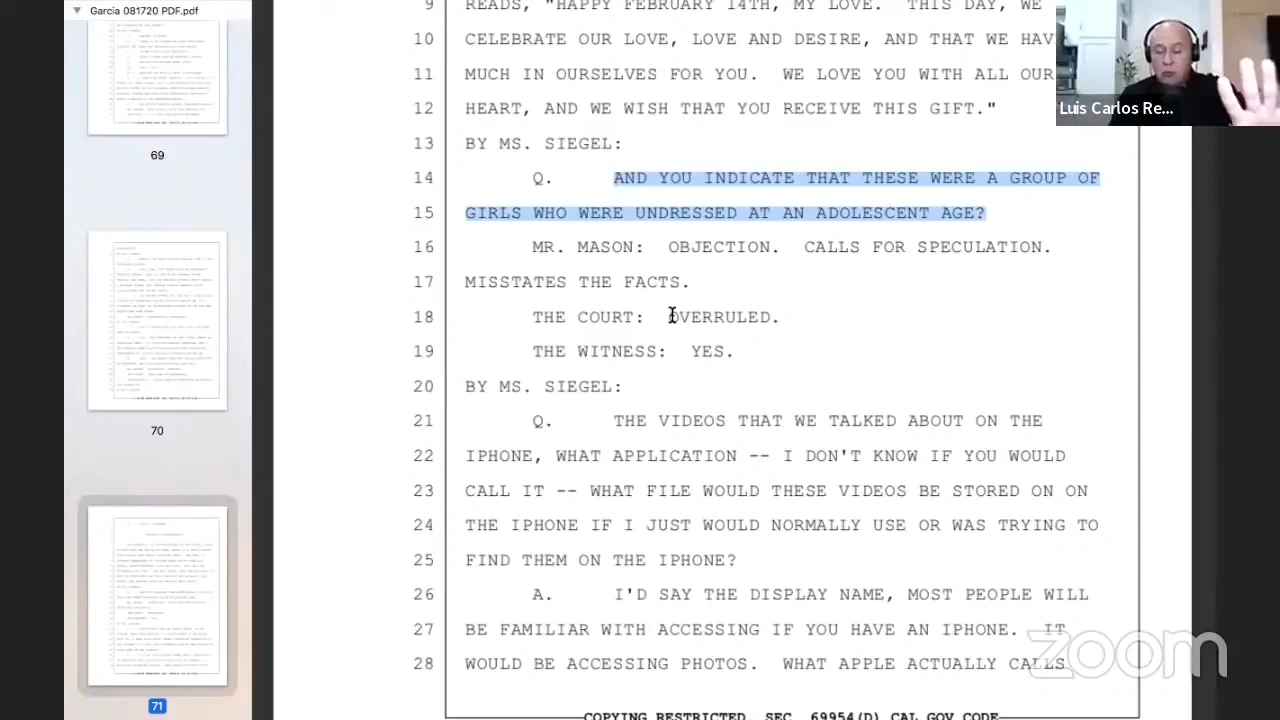 Garcia 081720 PDF.pdf
69
70
71
9 READS, "HAPPY FEBRUARY 14TH, MY LOVE. THIS DAY, WE
10 CELEBRATE OUR LOVE AND FRIENDSHIP THAT WE HAVE SO
11 MUCH IN OURSELVES FOR YOU. WE LOVE YOU WITH ALL OUR
12 HEART, AND WISH THAT YOU RECEIVE THIS GIFT."
13 BY MS. SIEGEL:
14 Q. AND YOU INDICATE THAT THESE WERE A GROUP OF
15 GIRLS WHO WERE UNDRESSED AT AN ADOLESCENT AGE?
16 MR. MASON: OBJECTION. CALLS FOR SPECULATION.
17 MISSTATES THE FACTS.
18 THE COURT: OVERRULED.
19 THE WITNESS: YES.
20 BY MS. SIEGEL:
21 Q. THE VIDEOS THAT WE TALKED ABOUT ON THE
22 IPHONE, WHAT APPLICATION -- I DON'T KNOW IF YOU WOULD
23 CALL IT -- WHAT FILE WOULD THESE VIDEOS BE STORED ON ON
24 THE IPHONE IF I JUST WOULD NORMALLY USE OR WAS TRYING TO
25 FIND THEM ON AN IPHONE?
26 A. I'D SAY THE DISPLAY NAME, MOST PEOPLE WILL
27 BE FAMILIAR WITH USING IF YOU HAVE AN IPHONE, IT
28 WOULD BE SOMETHING PHOTOS. WHAT IT ACTUALLY CALLS
COPYING RESTRICTED, SEC. 69954(D) CAL.GOV.CODE
Luis Carlos Re...
zoom